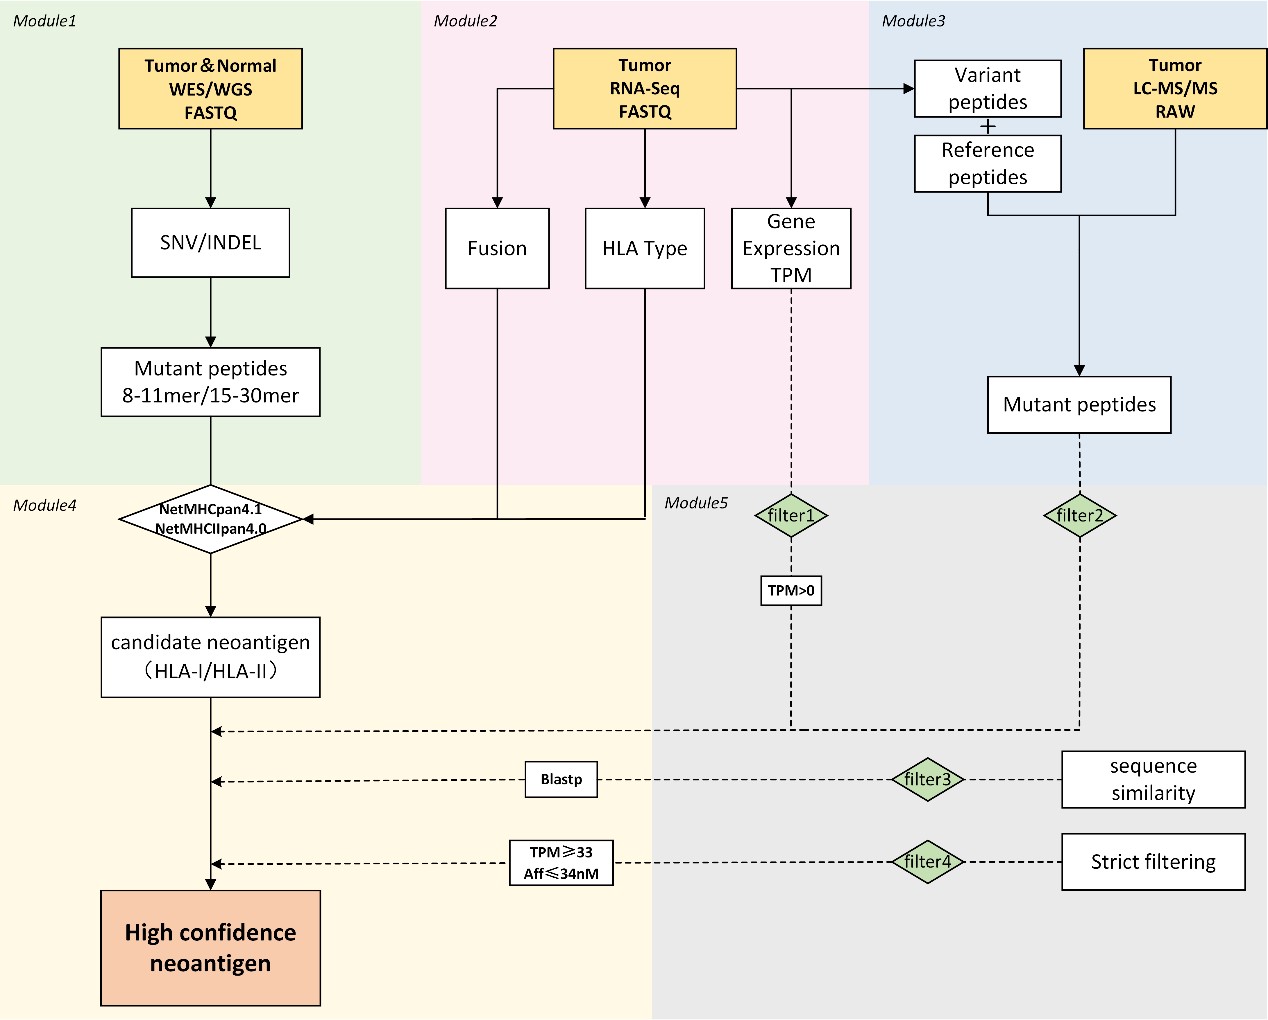 Module1
Tumor & Normal
WES/WGS
FASTQ
SNV/INDEL
Mutant peptides
8-11mer/15-30mer
Module2
Tumor
RNA-Seq
FASTQ
Fusion
HLA Type
Gene
Expression
TPM
Module3
Variant
peptides
+
Reference
peptides
Tumor
LC-MS/MS
RAW
Mutant peptides
Module4
NetMHCpan4.1
NetMHCIIpan4.0
candidate neoantigen
（HLA-I/HLA-II）
Module5
filter1
TPM>0
filter2
Blastp
filter3
sequence
similarity
TPM≥33
Aff≤34nM
filter4
Strict filtering
High confidence
neoantigen